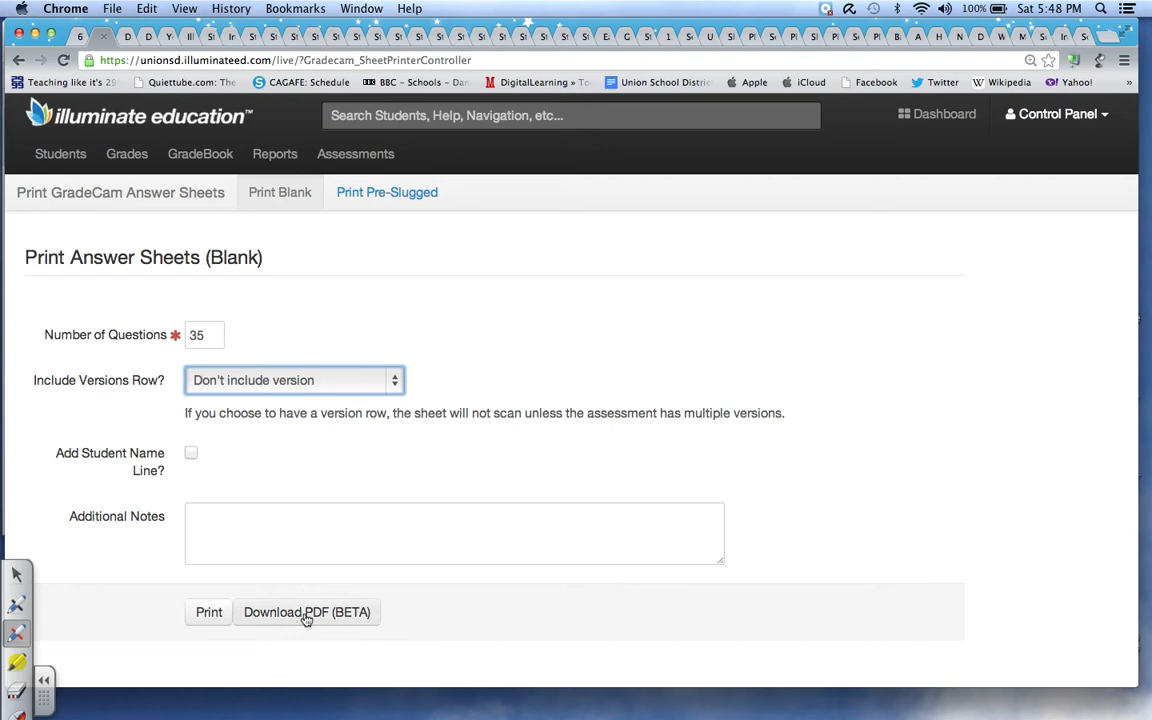 Chrome File Edit View History Bookmarks Window Help 100% Sat 5:48 PM
https://unionsd.illuminateed.com/live/?Gradecam_SheetPrinterController
Teaching like it's 29 Quiettube.com: The CAGAFE: Schedule BBC – Schools – Dan DigitalLearning » To Union School Distric Apple iCloud Facebook Twitter Wikipedia Yahoo! »
illuminate education™ Search Students, Help, Navigation, etc... Dashboard Control Panel
Students Grades GradeBook Reports Assessments
Print GradeCam Answer Sheets Print Blank Print Pre-Slugged
Print Answer Sheets (Blank)
Number of Questions 35
Include Versions Row? Don't include version
If you choose to have a version row, the sheet will not scan unless the assessment has multiple versions.
Add Student Name
Line?
Additional Notes
Print Download PDF (BETA)